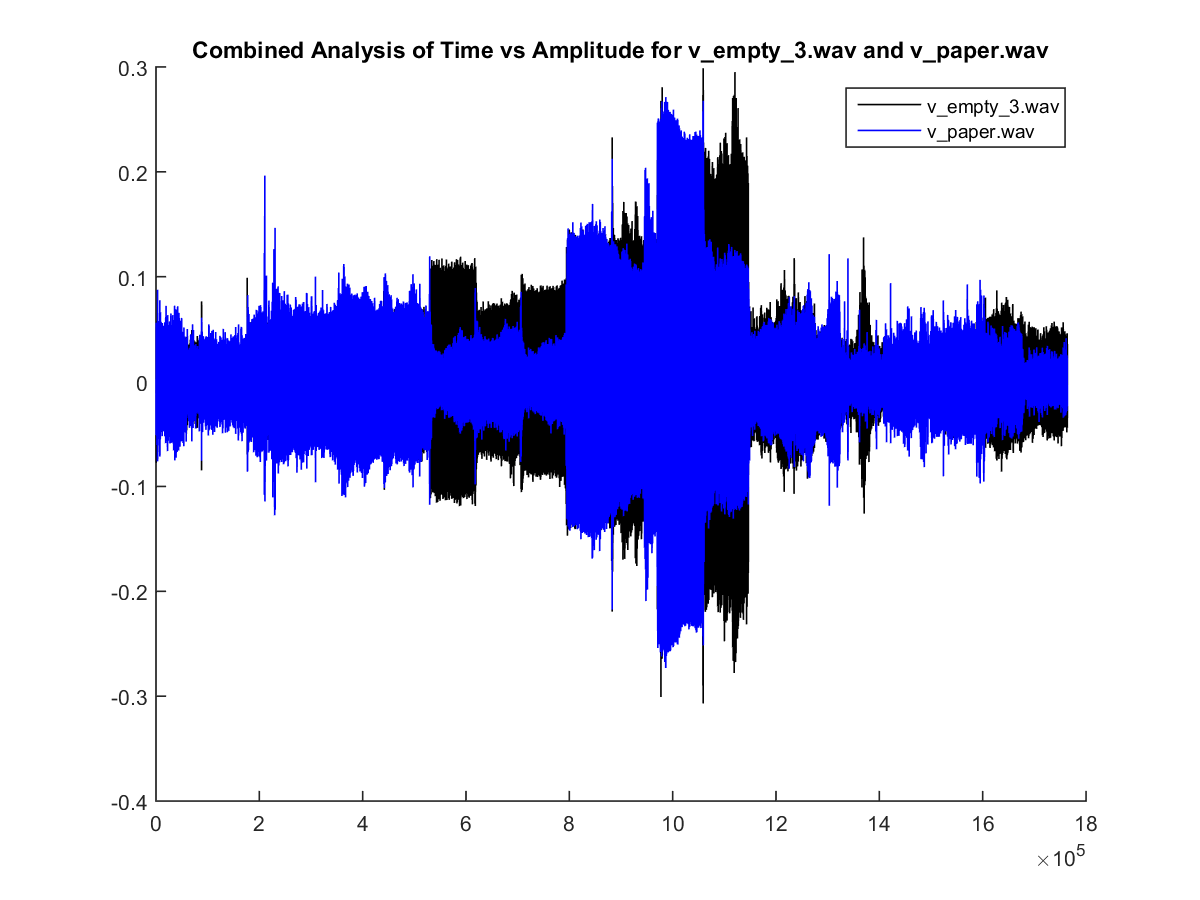 Combined Analysis of Time vs Amplitude for v_empty_3.wav and v_paper.wav
v_empty_3.wav
v_paper.wav
0.3
0.2
0.1
0
-0.1
-0.2
-0.3
-0.4
0 2 4 6 8 10 12 14 16 18
×10⁵